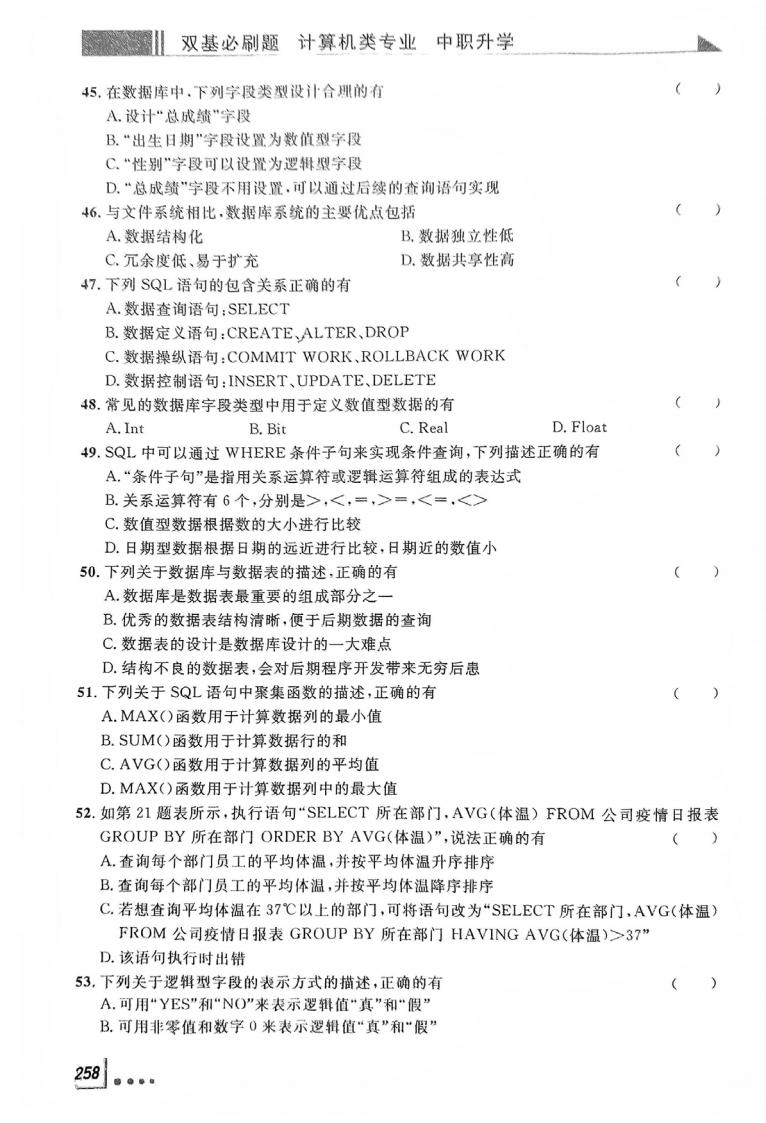 双基必刷题 计算机类专业 中职升学
45. 在数据库中,下列字段类型设计合理的有 ( )
A. 设计“总成绩”字段
B. “出生日期”字段设置为数值型字段
C. “性别”字段可以设置为逻辑型字段
D. “总成绩”字段不用设置,可以通过后续的查询语句实现
46. 与文件系统相比,数据库系统的主要优点包括 ( )
A. 数据结构化 B. 数据独立性低
C. 冗余度低、易于扩充 D. 数据共享性高
47. 下列 SQL 语句的包含关系正确的有 ( )
A. 数据查询语句:SELECT
B. 数据定义语句:CREATE、ALTER、DROP
C. 数据操纵语句:COMMIT WORK、ROLLBACK WORK
D. 数据控制语句:INSERT、UPDATE、DELETE
48. 常见的数据库字段类型中用于定义数值型数据的有 ( )
A. Int B. Bit C. Real D. Float
49. SQL 中可以通过 WHERE 条件子句来实现条件查询,下列描述正确的有 ( )
A. “条件子句”是指用关系运算符或逻辑运算符组成的表达式
B. 关系运算符有 6 个,分别是>,<,=,>=,<=,<>
C. 数值型数据根据数的大小进行比较
D. 日期型数据根据日期的远近进行比较,日期近的数值小
50. 下列关于数据库与数据表的描述,正确的有 ( )
A. 数据库是数据表最重要的组成部分之一
B. 优秀的数据表结构清晰,便于后期数据的查询
C. 数据表的设计是数据库设计的一大难点
D. 结构不良的数据表,会对后期程序开发带来无穷后患
51. 下列关于 SQL 语句中聚集函数的描述,正确的有 ( )
A. MAX()函数用于计算数据列的最小值
B. SUM()函数用于计算数据行的和
C. AVG()函数用于计算数据列的平均值
D. MAX()函数用于计算数据列中的最大值
52. 如第 21 题表所示,执行语句“SELECT 所在部门,AVG(体温) FROM 公司疫情日报表
GROUP BY 所在部门 ORDER BY AVG(体温)”,说法正确的有 ( )
A. 查询每个部门员工的平均体温,并按平均体温升序排序
B. 查询每个部门员工的平均体温,并按平均体温降序排序
C. 若想查询平均体温在 37℃以上的部门,可将语句改为“SELECT 所在部门,AVG(体温)
FROM 公司疫情日报表 GROUP BY 所在部门 HAVING AVG(体温)>37”
D. 该语句执行时出错
53. 下列关于逻辑型字段的表示方式的描述,正确的有 ( )
A. 可用“YES”和“NO”来表示逻辑值“真”和“假”
B. 可用非零值和数字 0 来表示逻辑值“真”和“假”
258